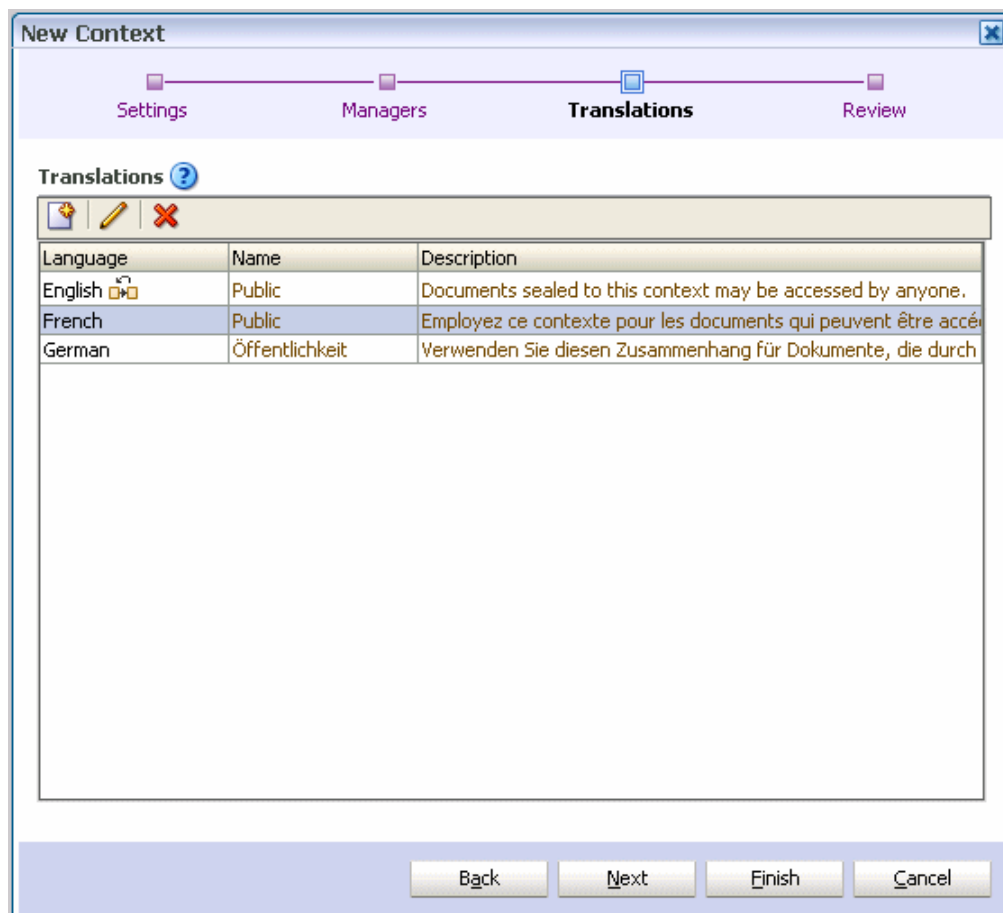 New Context
Settings Managers Translations Review
Translations ?
Language Name Description
English Public Documents sealed to this context may be accessed by anyone.
French Public Employez ce contexte pour les documents qui peuvent être accé
German Öffentlichkeit Verwenden Sie diesen Zusammenhang für Dokumente, die durch
Back Next Finish Cancel